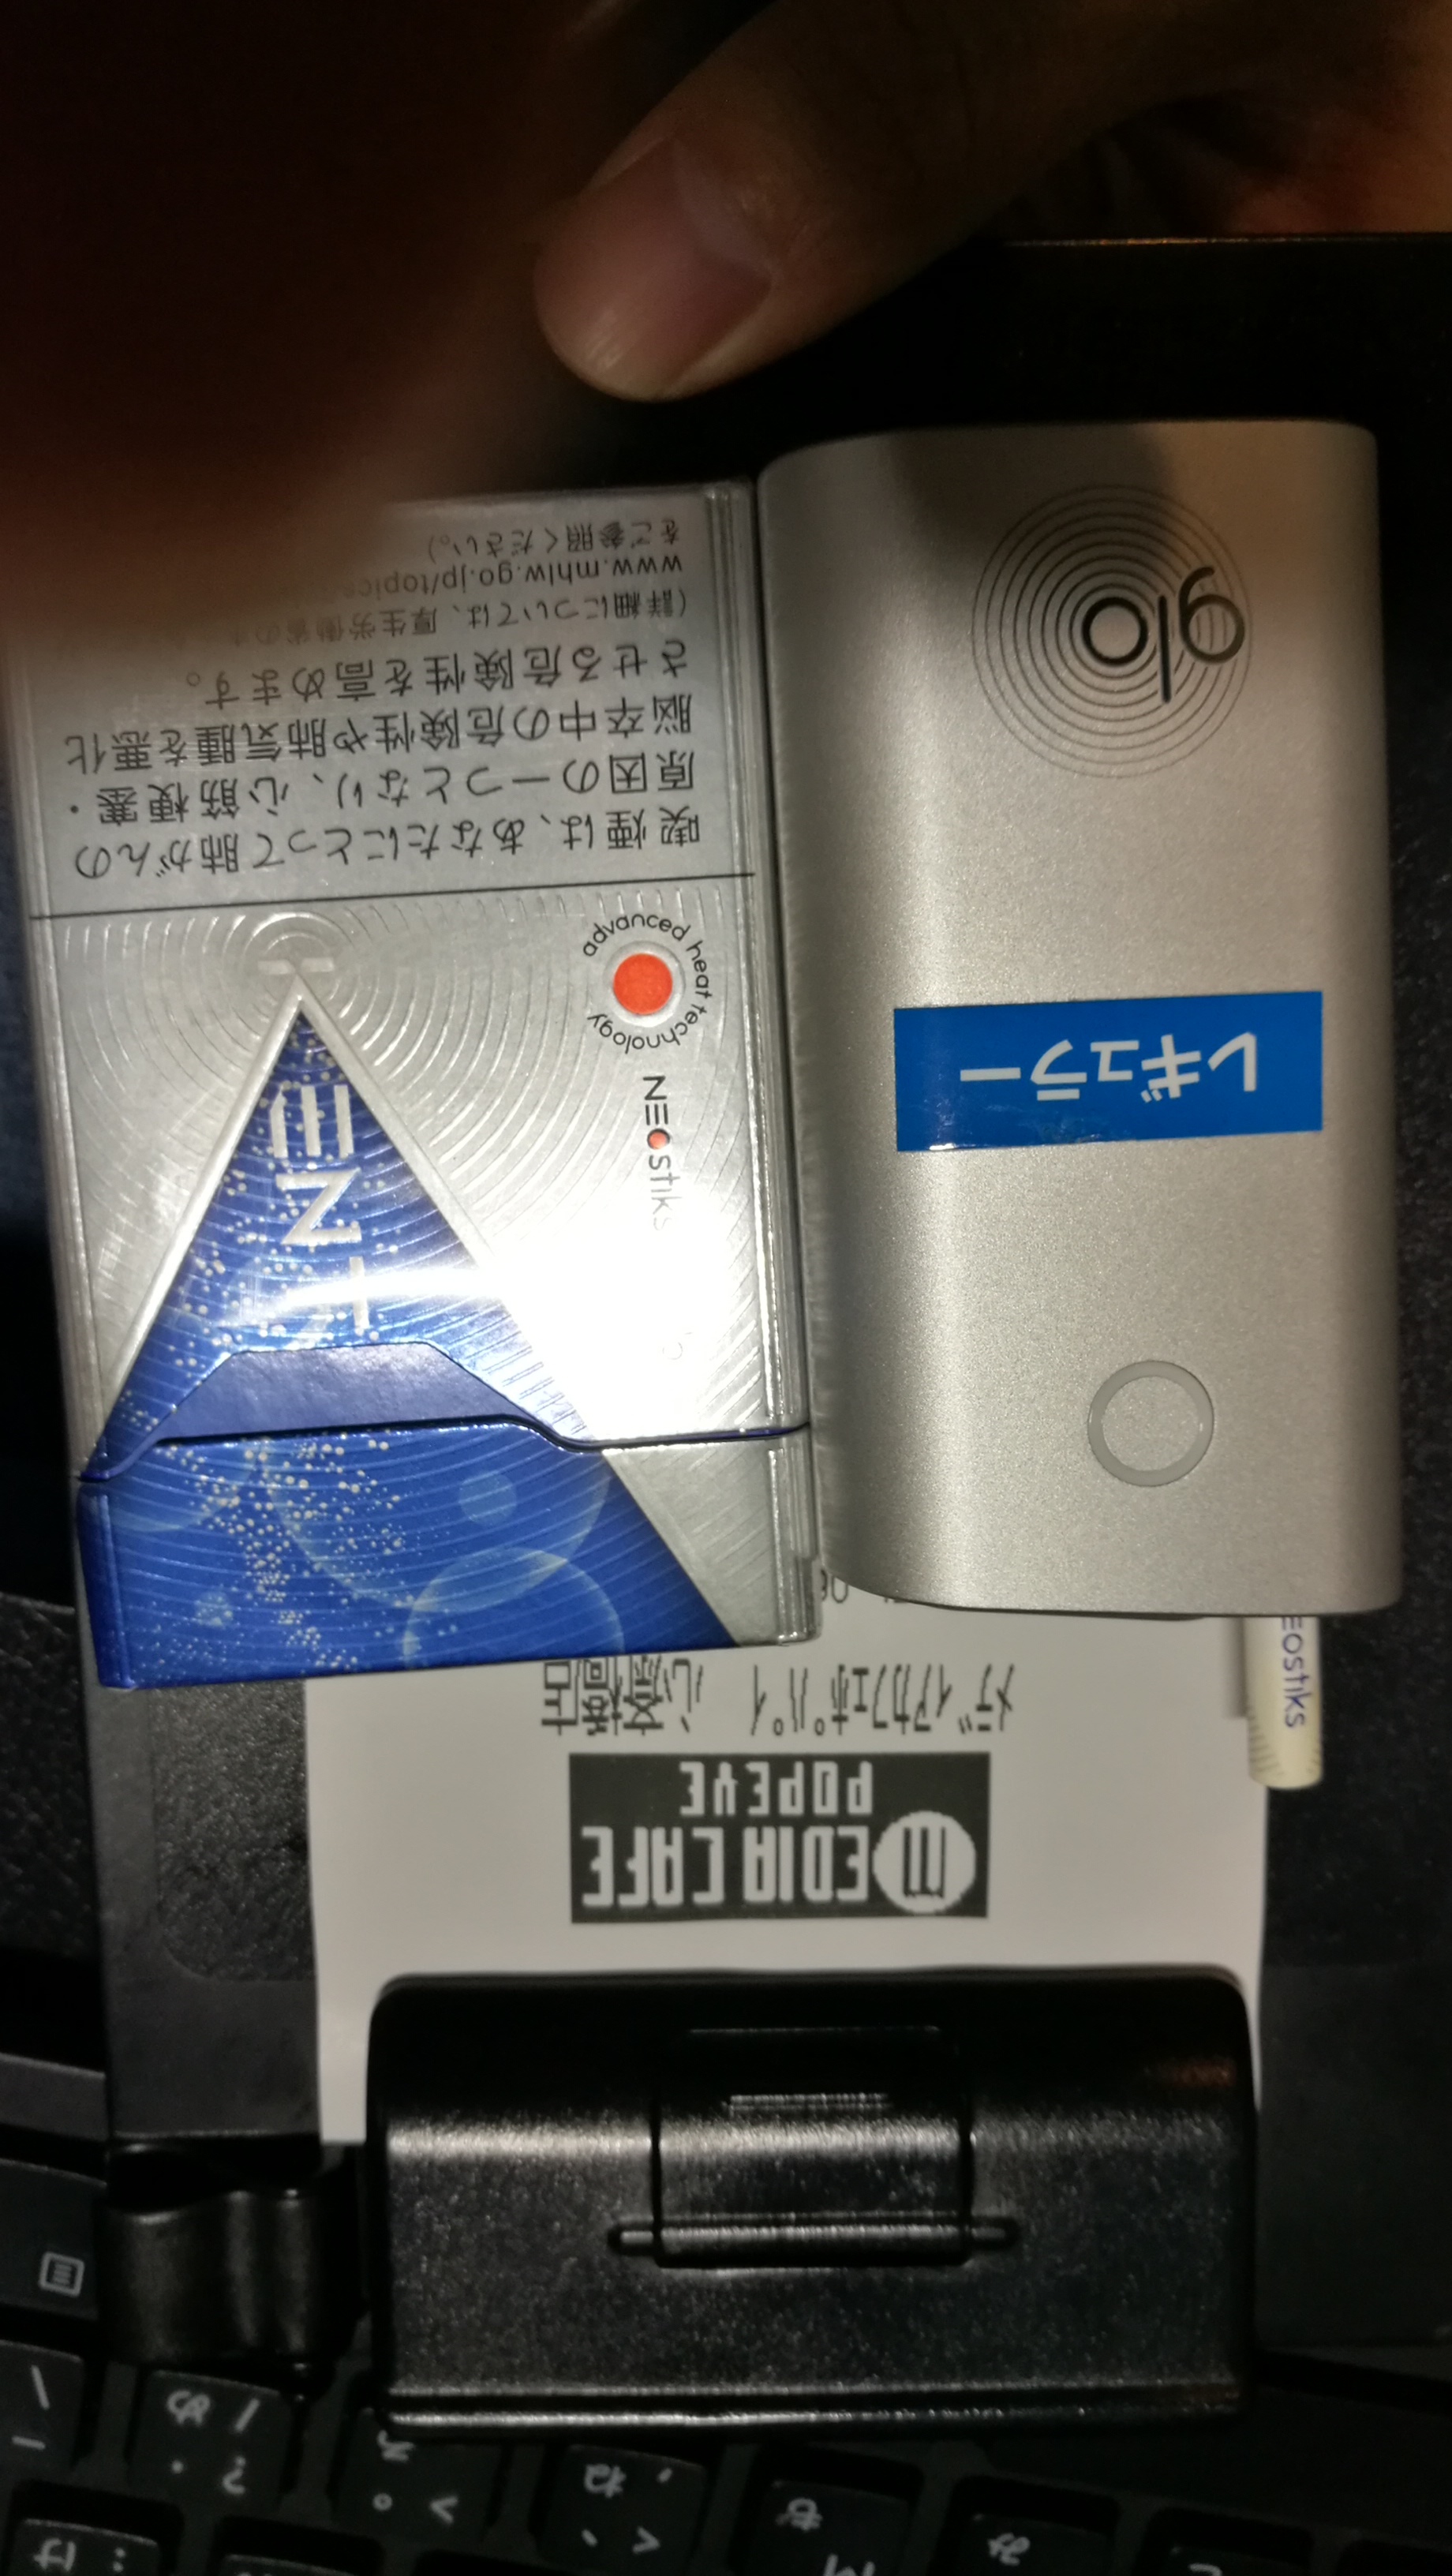 喫煙は、あなたにとって肺がんの
原因の一つとなり、心筋梗塞・
脳卒中の危険性や肺気腫を悪化
させる危険性を高めます。
(詳細については、厚生労働省の
www.mhlw.go.jp/topics
をご参照ください。)
advanced heat technology
NEOstiks
KENT
glo
レギュラー
EOstiks
MEDIA CAFE
POPEYE
メディアカフェポパイ 心斎橋店